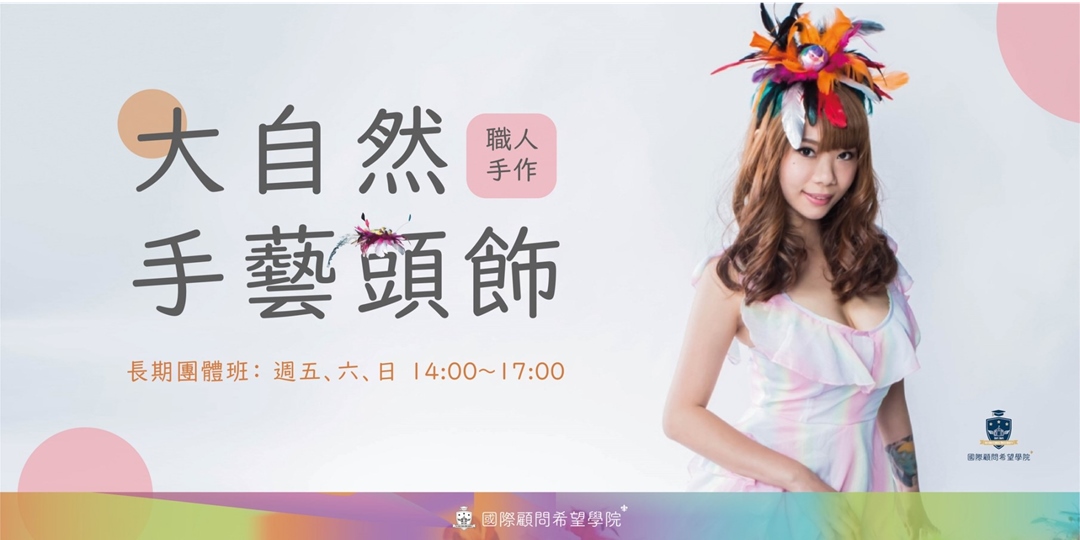 大自然
職人
手作
手藝頭飾
長期團體班：週五、六、日 14:00~17:00
國際顧問希望學院
國際顧問希望學院